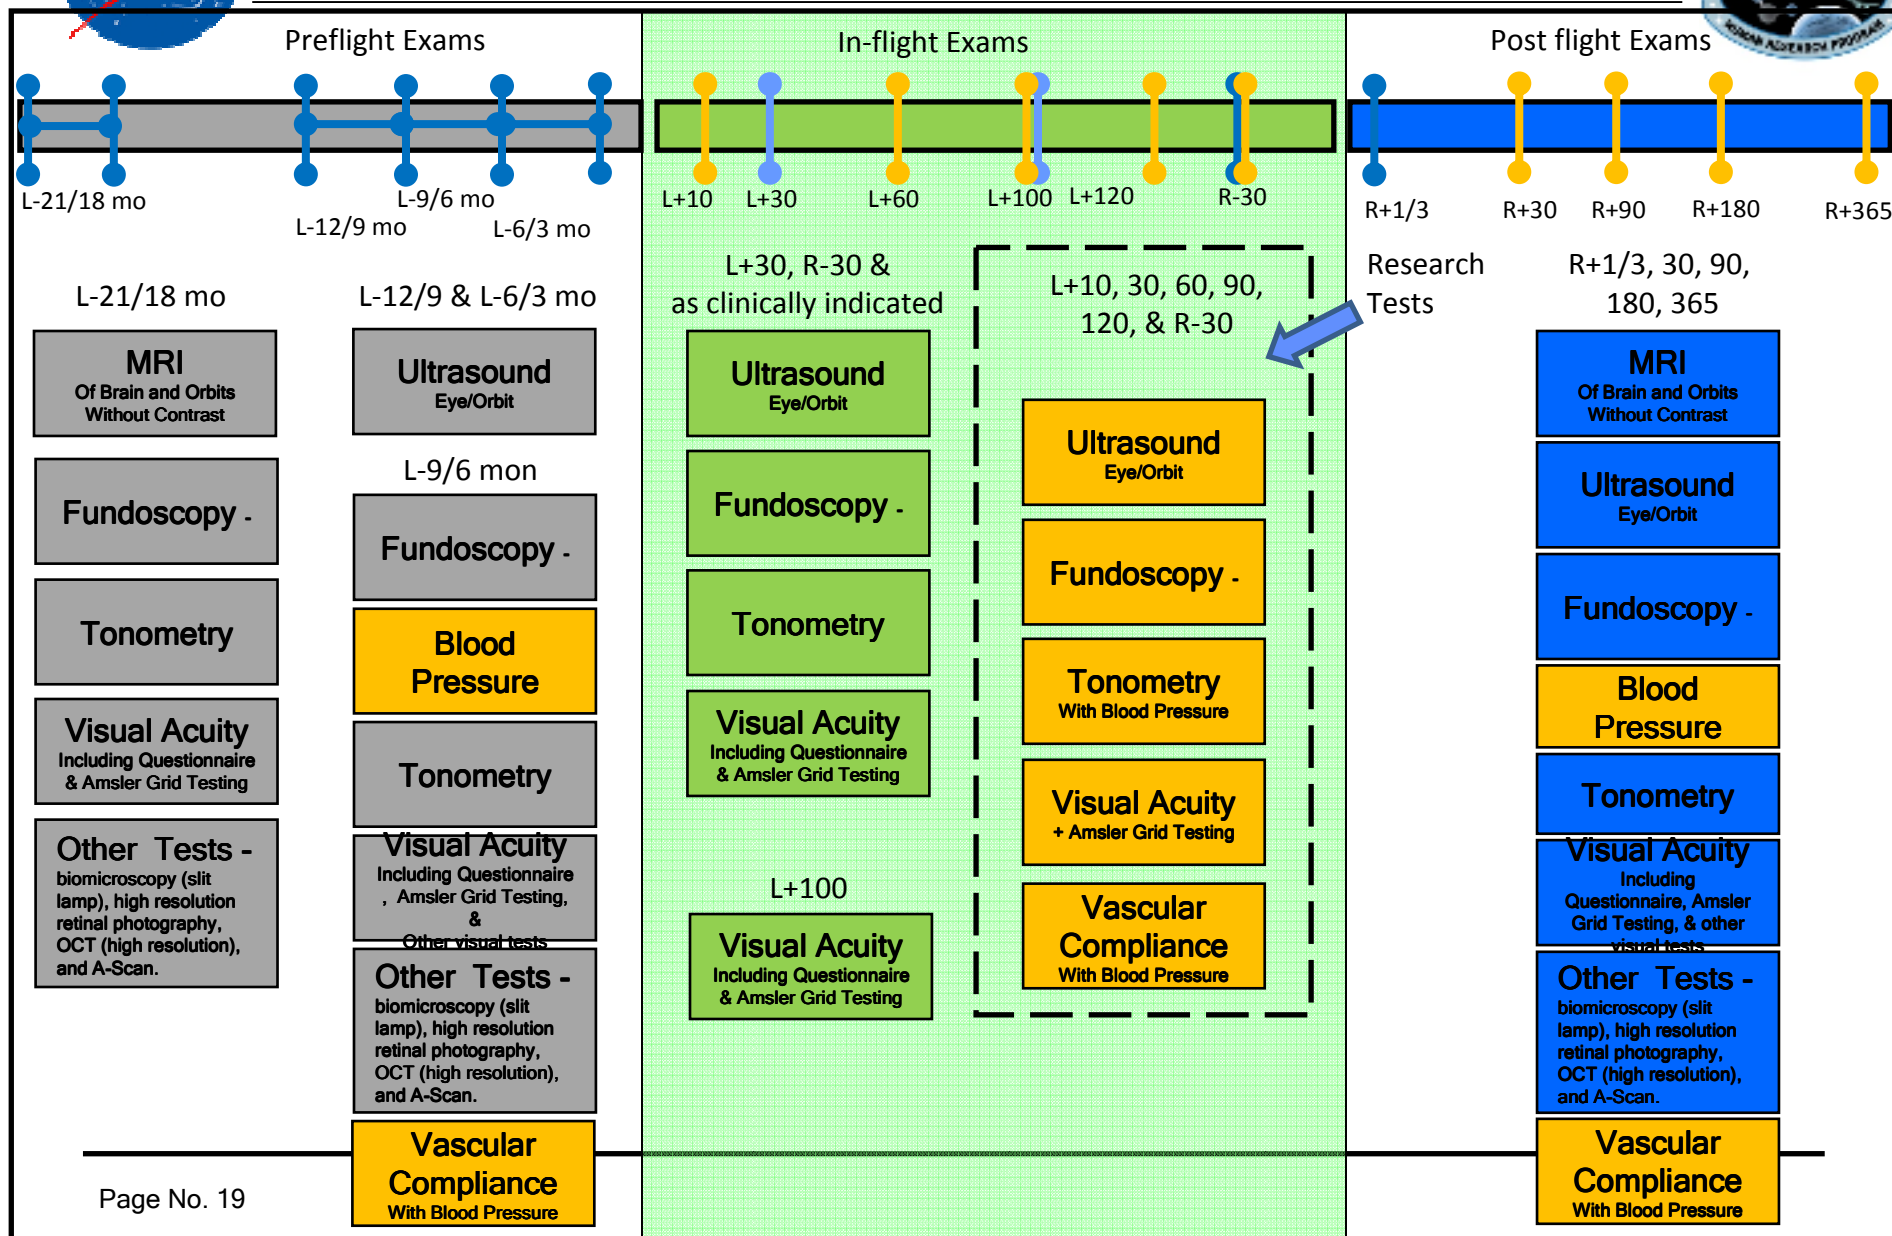 Preflight Exams
In-flight Exams
Post flight Exams
HUMAN RESEARCH PROGRAM
L-21/18 mo
L-12/9 mo
L-9/6 mo
L-6/3 mo
L+10
L+30
L+60
L+100
L+120
R-30
R+1/3
R+30
R+90
R+180
R+365
L-21/18 mo
MRI
Of Brain and Orbits
Without Contrast
Fundoscopy -
Tonometry
Visual Acuity
Including Questionnaire
& Amsler Grid Testing
Other Tests -
biomicroscopy (slit
lamp), high resolution
retinal photography,
OCT (high resolution),
and A-Scan.
L-12/9 & L-6/3 mo
Ultrasound
Eye/Orbit
L-9/6 mon
Fundoscopy -
Blood
Pressure
Tonometry
Visual Acuity
Including Questionnaire
, Amsler Grid Testing,
&
Other visual tests
Other Tests -
biomicroscopy (slit
lamp), high resolution
retinal photography,
OCT (high resolution),
and A-Scan.
Vascular
Compliance
With Blood Pressure
L+30, R-30 &
as clinically indicated
Ultrasound
Eye/Orbit
Fundoscopy -
Tonometry
Visual Acuity
Including Questionnaire
& Amsler Grid Testing
L+100
Visual Acuity
Including Questionnaire
& Amsler Grid Testing
L+10, 30, 60, 90,
120, & R-30
Ultrasound
Eye/Orbit
Fundoscopy -
Tonometry
With Blood Pressure
Visual Acuity
+ Amsler Grid Testing
Vascular
Compliance
With Blood Pressure
Research
Tests
R+1/3, 30, 90,
180, 365
MRI
Of Brain and Orbits
Without Contrast
Ultrasound
Eye/Orbit
Fundoscopy -
Blood
Pressure
Tonometry
Visual Acuity
Including
Questionnaire, Amsler
Grid Testing, & other
visual tests
Other Tests -
biomicroscopy (slit
lamp), high resolution
retinal photography,
OCT (high resolution),
and A-Scan.
Vascular
Compliance
With Blood Pressure
Page No. 19